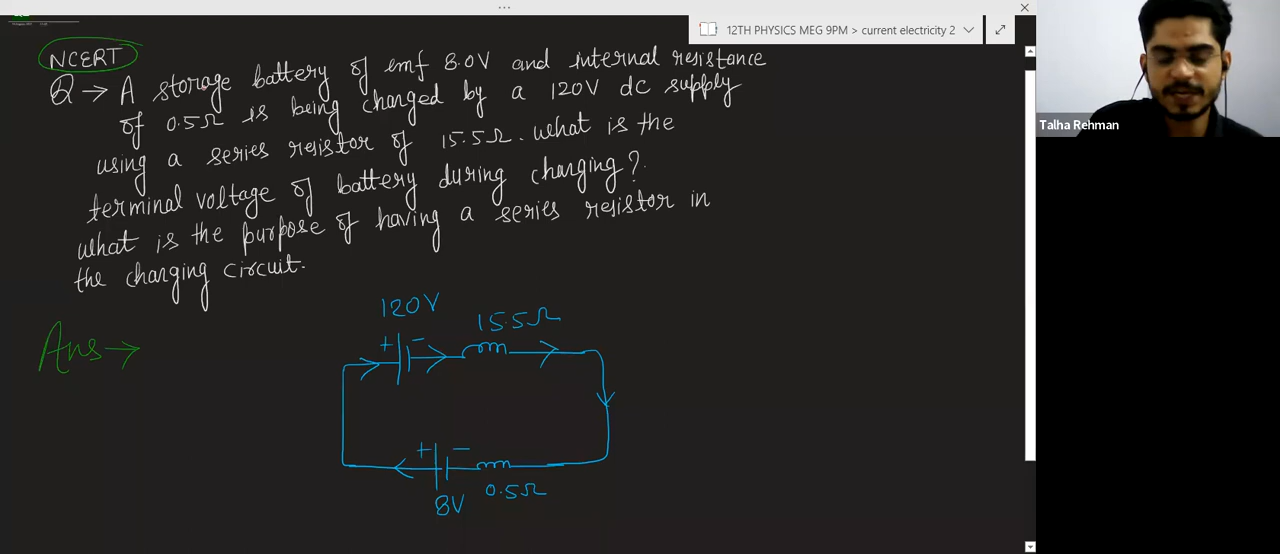 12TH PHYSICS MEG 9PM > current electricity 2
NCERT
Q → A storage battery of emf 8.0V and internal resistance
of 0.5Ω is being charged by a 120V dc supply
using a series resistor of 15.5Ω. what is the
terminal voltage of battery during charging?
what is the purpose of having a series resistor in
the charging circuit.
Talha Rehman
Ans →
120V
15.5Ω
+ -
+ -
8V
0.5Ω